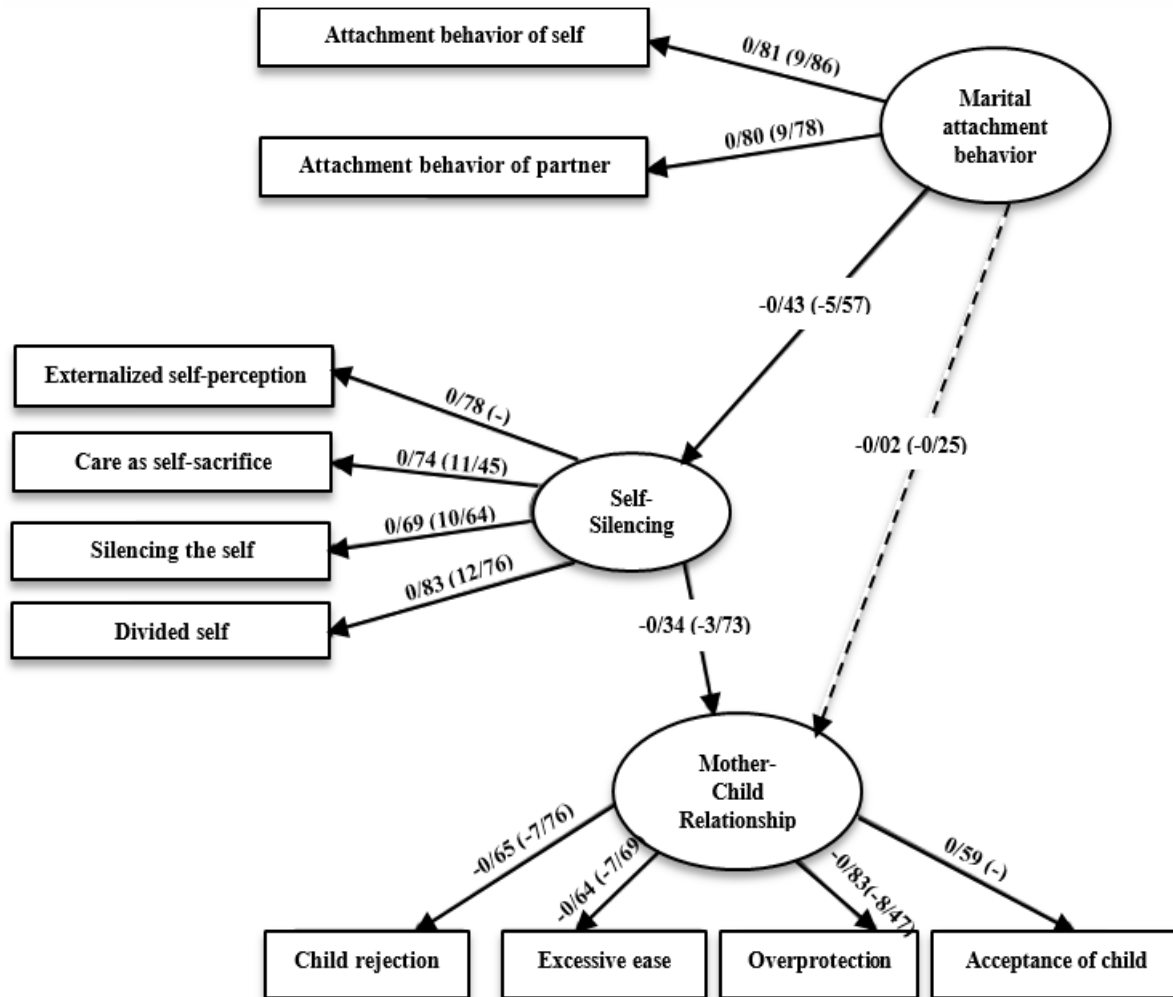 Attachment behavior of self
0/81 (9/86)
Marital
attachment
behavior
0/80 (9/78)
Attachment behavior of partner
-0/43 (-5/57)
Externalized self-perception
0/78 (-)
-0/02 (-0/25)
Care as self-sacrifice
0/74 (11/45)
Self-
Silencing
0/69 (10/64)
Silencing the self
0/83 (12/76)
Divided self
-0/34 (-3/73)
Mother-
Child
Relationship
-0/65 (-7/76)
-0/64 (-7/69)
-0/83(-8/47)
0/59 (-)
Child rejection
Excessive ease
Overprotection
Acceptance of child